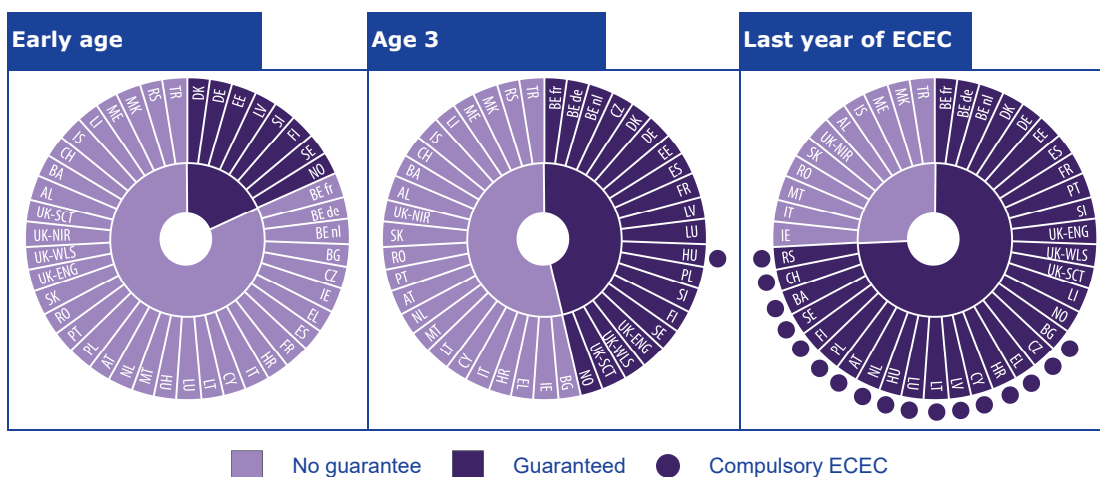 Early age
DK
DE
EE
LV
SI
FI
SE
NO
BE fr
BE de
BE nl
BG
CZ
IE
EL
ES
FR
HR
IT
CY
LT
LU
HU
MT
NL
AT
PL
PT
RO
SK
UK-ENG
UK-WLS
UK-NIR
UK-SCT
AL
BA
CH
IS
LI
ME
MK
RS
TR
Age 3
BE fr
BE de
BE nl
CZ
DK
DE
EE
ES
FR
LV
LU
HU
PL
SI
FI
SE
UK-ENG
UK-WLS
UK-SCT
NO
BG
IE
EL
HR
IT
CY
LT
MT
NL
AT
PT
RO
SK
UK-NIR
AL
BA
CH
IS
LI
ME
MK
RS
TR
Last year of ECEC
BE fr
BE de
BE nl
DK
DE
EE
ES
FR
PT
SI
UK-ENG
UK-WLS
UK-SCT
LI
NO
BG
CZ
EL
HR
CY
LV
LT
LU
HU
NL
AT
PL
FI
SE
BA
CH
RS
IE
IT
MT
RO
SK
UK-NIR
AL
IS
ME
MK
TR
No guarantee
Guaranteed
Compulsory ECEC